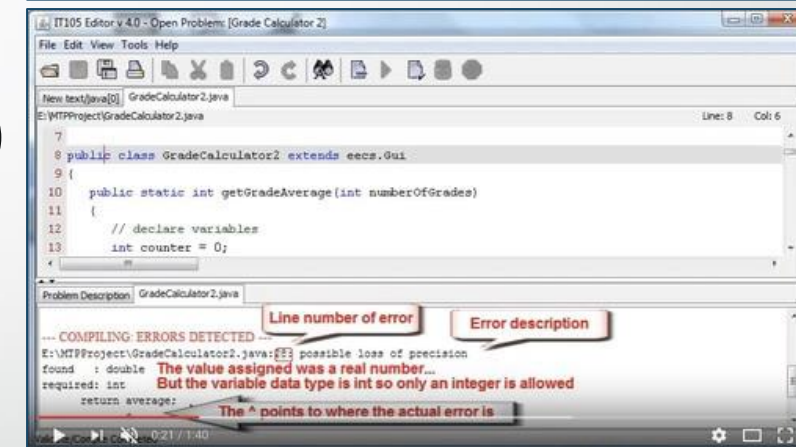 IT105 Editor v 4.0 - Open Problem: [Grade Calculator 2]
File Edit View Tools Help
New text/java[0] GradeCalculator2.java
E:\MTPProject\GradeCalculator2.java Line: 8 Col: 6
7
8 public class GradeCalculator2 extends eecs.Gui
9 {
10 public static int getGradeAverage(int numberOfGrades)
11 {
12 // declare variables
13 int counter = 0;
Problem Description GradeCalculator2.java
Line number of error
Error description
--- COMPILING: ERRORS DETECTED ---
E:\MTPProject\GradeCalculator2.java: possible loss of precision
found : double The value assigned was a real number...
required: int But the variable data type is int so only an integer is allowed
return average;
^ The ^ points to where the actual error is
0:21 / 1:40